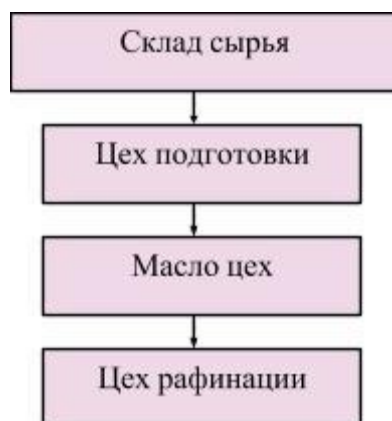 Склад сырья
Цех подготовки
Масло цех
Цех рафинации